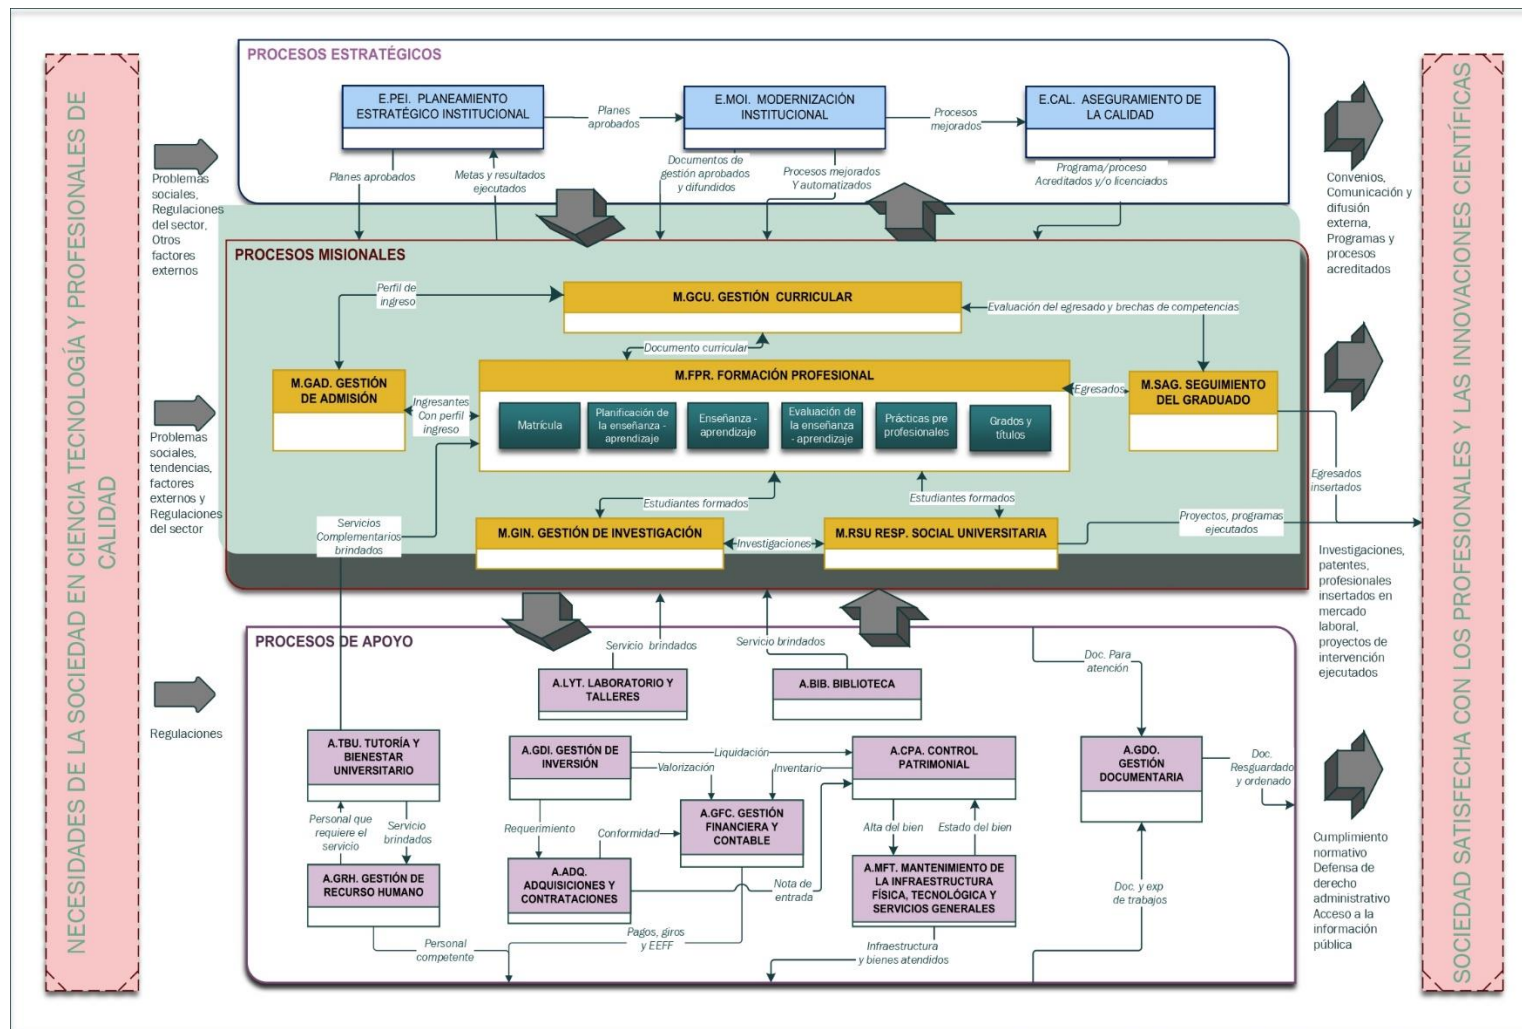 NECESIDADES DE LA SOCIEDAD EN CIENCIA TECNOLOGÍA Y PROFESIONALES DE
CALIDAD
Problemas
sociales,
Regulaciones
del sector,
Otros
factores
externos
Problemas
sociales,
tendencias,
factores
externos y
Regulaciones
del sector
Regulaciones
PROCESOS ESTRATÉGICOS
E.PEI. PLANEAMIENTO
ESTRATÉGICO INSTITUCIONAL
Planes
aprobados
E.MOI. MODERNIZACIÓN
INSTITUCIONAL
Procesos
mejorados
E.CAL. ASEGURAMIENTO DE
LA CALIDAD
Planes aprobados
Metas y resultados
ejecutados
Documentos de
gestión aprobados
y difundidos
Procesos mejorados
Y automatizados
Programa/proceso
Acreditados y/o licenciados
PROCESOS MISIONALES
Perfil de
ingreso
M.GCU. GESTIÓN CURRICULAR
Evaluación del egresado y brechas de competencias
Documento curricular
M.GAD. GESTIÓN
DE ADMISIÓN
Ingresantes
Con perfil
ingreso
M.FPR. FORMACIÓN PROFESIONAL
Matrícula
Planificación de
la enseñanza -
aprendizaje
Enseñanza -
aprendizaje
Evaluación de
la enseñanza
- aprendizaje
Prácticas pre
profesionales
Grados y
títulos
Egresados
M.SAG. SEGUIMIENTO
DEL GRADUADO
Estudiantes formados
Estudiantes formados
Servicios
Complementarios
brindados
M.GIN. GESTIÓN DE INVESTIGACIÓN
Investigaciones
M.RSU RESP. SOCIAL UNIVERSITARIA
Proyectos, programas
ejecutados
Egresados
insertados
PROCESOS DE APOYO
Servicio brindados
Servicio brindados
Doc. Para
atención
A.LYT. LABORATORIO Y
TALLERES
A.BIB. BIBLIOTECA
A.TBU. TUTORÍA Y
BIENESTAR
UNIVERSITARIO
A.GDI. GESTIÓN DE
INVERSIÓN
Liquidación
Valorización
Inventario
A.CPA. CONTROL
PATRIMONIAL
A.GDO.
GESTIÓN
DOCUMENTARIA
Doc.
Resguardado
y ordenado
Personal que
requiere el
servicio
Servicio
brindados
Requerimiento
Conformidad
A.GFC. GESTIÓN
FINANCIERA Y
CONTABLE
Alta del bien
Estado del bien
A.GRH. GESTIÓN DE
RECURSO HUMANO
A.ADQ.
ADQUISICIONES Y
CONTRATACIONES
Nota de
entrada
A.MFT. MANTENIMIENTO DE
LA INFRAESTRUCTURA
FÍSICA, TECNOLÓGICA Y
SERVICIOS GENERALES
Doc. y exp
de trabajos
Personal
competente
Pagos, giros
y EEFF
Infraestructura
y bienes atendidos
Convenios,
Comunicación y
difusión
externa,
Programas y
procesos
acreditados
Investigaciones,
patentes,
profesionales
insertados en
mercado
laboral,
proyectos de
intervención
ejecutados
Cumplimiento
normativo
Defensa de
derecho
administrativo
Acceso a la
información
pública
SOCIEDAD SATISFECHA CON LOS PROFESIONALES Y LAS INNOVACIONES CIENTÍFICAS